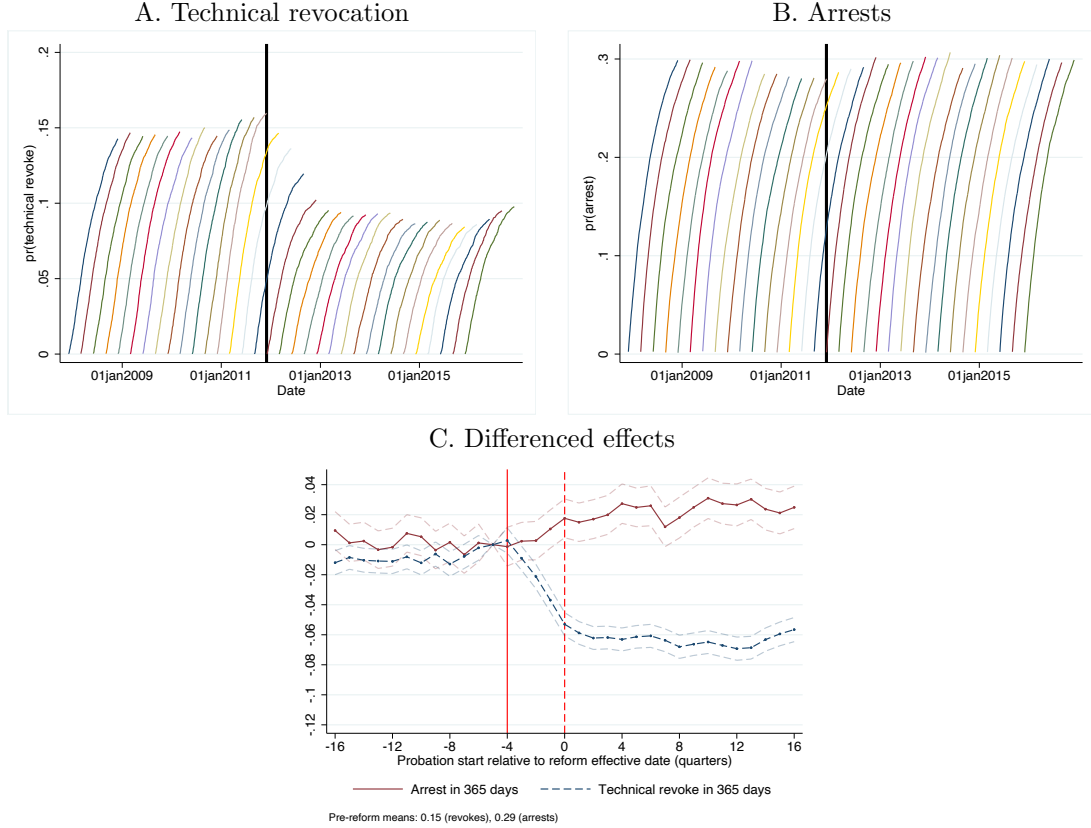 A. Technical revocation
pr(technical revoke)
.2
.15
.1
.05
0
01jan2009 01jan2011 01jan2013 01jan2015
Date
B. Arrests
pr(arrest)
.3
.2
.1
0
01jan2009 01jan2011 01jan2013 01jan2015
Date
C. Differenced effects
.04
.02
0
-.02
-.04
-.06
-.08
-.1
-.12
-16 -12 -8 -4 0 4 8 12 16
Probation start relative to reform effective date (quarters)
Arrest in 365 days Technical revoke in 365 days
Pre-reform means: 0.15 (revokes), 0.29 (arrests)